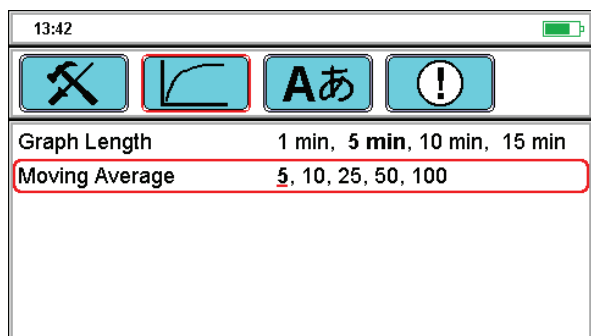 13:42
Aあ !
Graph Length 1 min, 5 min, 10 min, 15 min
Moving Average 5, 10, 25, 50, 100